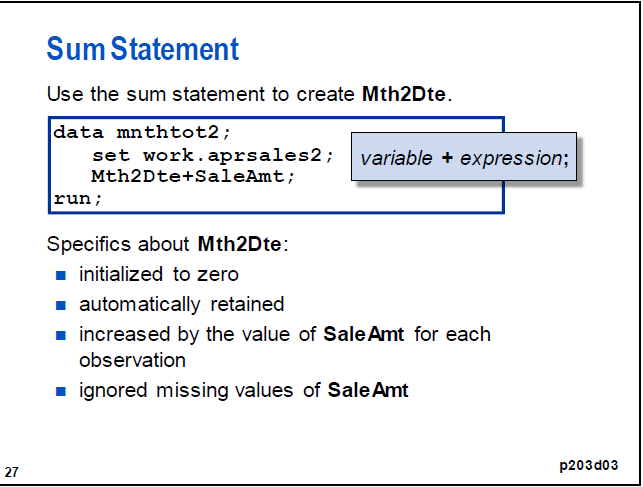 Sum Statement
Use the sum statement to create Mth2Dte.
data mnthtot2;
set work.aprsales2;
Mth2Dte+SaleAmt;
run;
variable + expression;
Specifics about Mth2Dte:
initialized to zero
automatically retained
increased by the value of SaleAmt for each
observation
ignored missing values of SaleAmt
27
p203d03